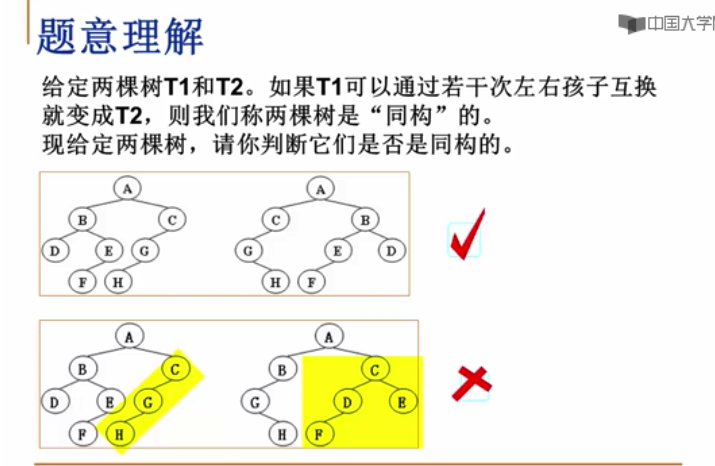 题意理解
中国大学
给定两棵树T1和T2。如果T1可以通过若干次左右孩子互换
就变成T2，则我们称两棵树是“同构”的。
现给定两棵树，请你判断它们是否是同构的。
A A
B C C B
D E G G E D
F H H F
A A
B C B C
D E G G D E
F H H F